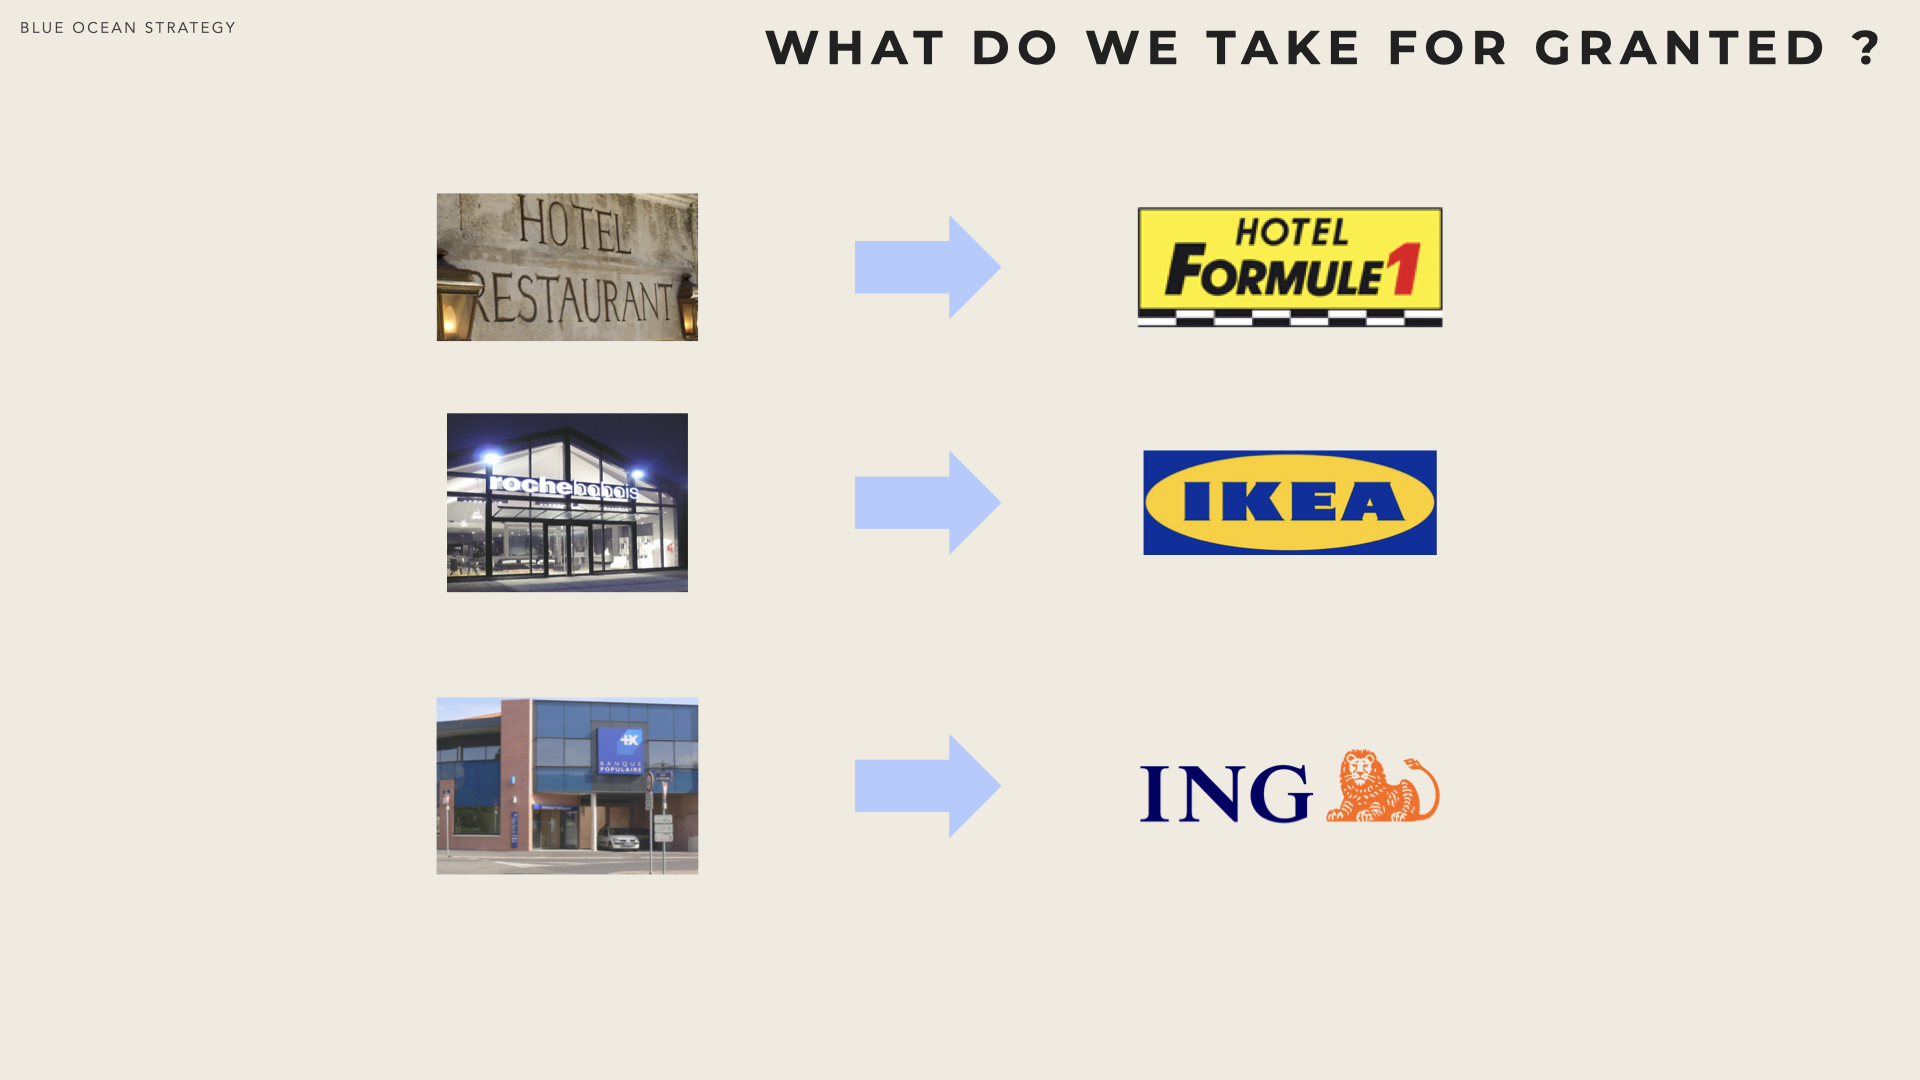 BLUE OCEAN STRATEGY
WHAT DO WE TAKE FOR GRANTED ?
HOTEL
RESTAURANT
HOTEL
FORMULE1
rochebobois
IKEA
BANQUE
POPULAIRE
ING